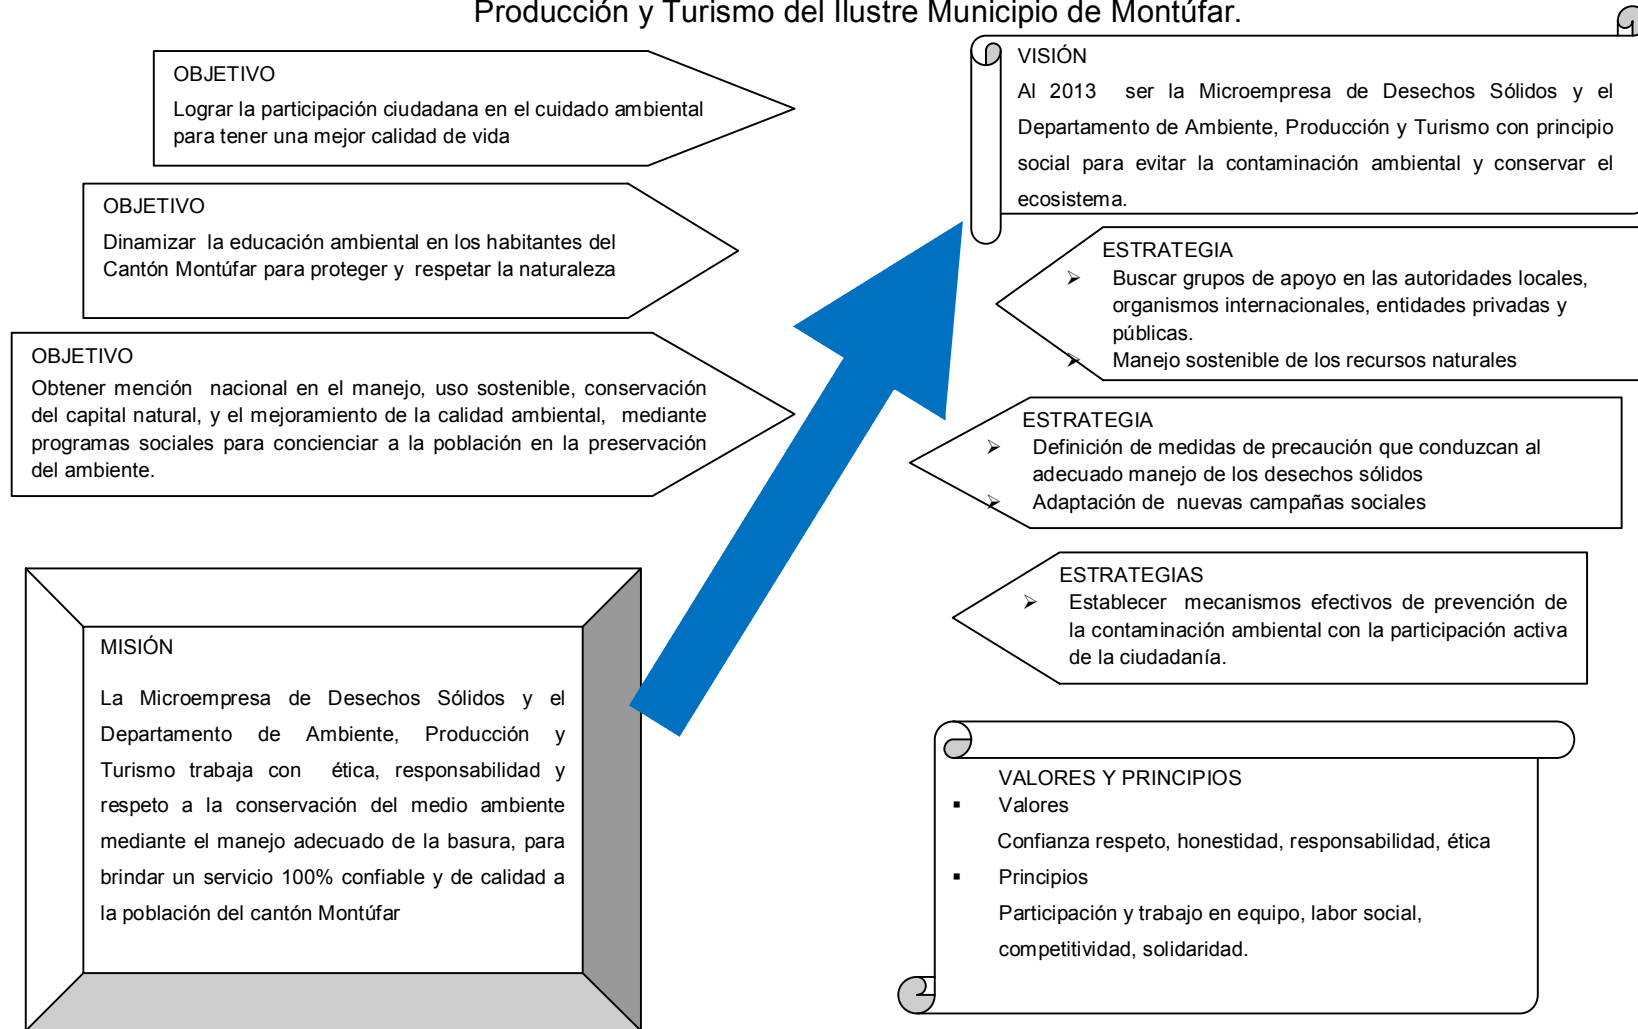 Producción y Turismo del Ilustre Municipio de Montúfar.
OBJETIVO
Lograr la participación ciudadana en el cuidado ambiental
para tener una mejor calidad de vida
OBJETIVO
Dinamizar la educación ambiental en los habitantes del
Cantón Montúfar para proteger y respetar la naturaleza
OBJETIVO
Obtener mención nacional en el manejo, uso sostenible, conservación
del capital natural, y el mejoramiento de la calidad ambiental, mediante
programas sociales para concienciar a la población en la preservación
del ambiente.
MISIÓN
La Microempresa de Desechos Sólidos y el
Departamento de Ambiente, Producción y
Turismo trabaja con ética, responsabilidad y
respeto a la conservación del medio ambiente
mediante el manejo adecuado de la basura, para
brindar un servicio 100% confiable y de calidad a
la población del cantón Montúfar
VISIÓN
Al 2013 ser la Microempresa de Desechos Sólidos y el
Departamento de Ambiente, Producción y Turismo con principio
social para evitar la contaminación ambiental y conservar el
ecosistema.
ESTRATEGIA
➢ Buscar grupos de apoyo en las autoridades locales,
organismos internacionales, entidades privadas y
públicas.
➢ Manejo sostenible de los recursos naturales
ESTRATEGIA
➢ Definición de medidas de precaución que conduzcan al
adecuado manejo de los desechos sólidos
➢ Adaptación de nuevas campañas sociales
ESTRATEGIAS
➢ Establecer mecanismos efectivos de prevención de
la contaminación ambiental con la participación activa
de la ciudadanía.
VALORES Y PRINCIPIOS
▪ Valores
Confianza respeto, honestidad, responsabilidad, ética
▪ Principios
Participación y trabajo en equipo, labor social,
competitividad, solidaridad.